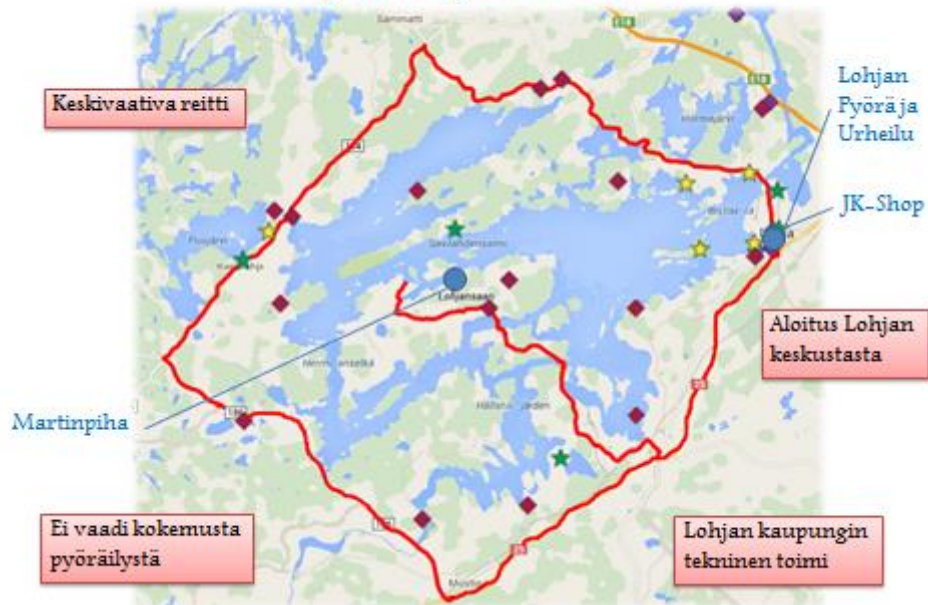 Sammatti
Keskivaativa reitti
Lohjan
Pyörä ja
Urheilu
JK-Shop
Lohjansaari
Aloitus Lohjan
keskustasta
Martinpiha
Ei vaadi kokemusta
pyöräilystä
Lohjan kaupungin
tekninen toimi